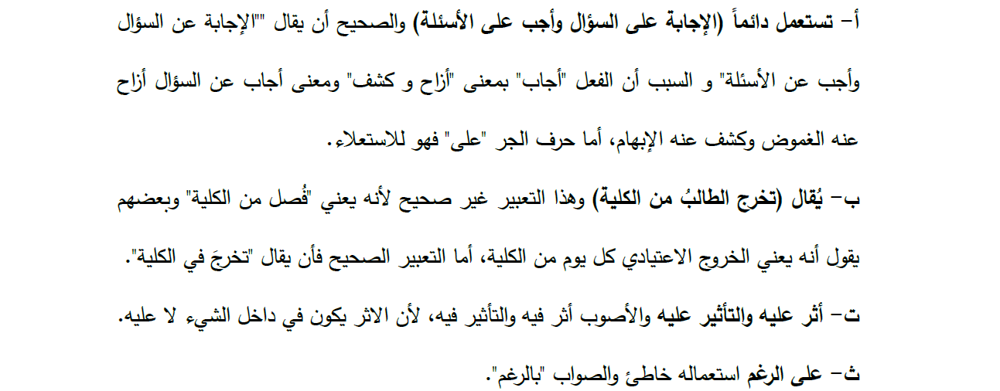 أ- تستعمل دائماً (الإجابة على السؤال وأجب على الأسئلة) والصحيح أن يقال ""الإجابة عن السؤال
وأجب عن الأسئلة" و السبب أن الفعل "أجاب" بمعنى "أزاح و كشف" ومعنى أجاب عن السؤال أزاح
عنه الغموض وكشف عنه الإبهام، أما حرف الجر "على" فهو للاستعلاء.
ب- يُقال (تخرج الطالبُ من الكلية) وهذا التعبير غير صحيح لأنه يعني "فُصل من الكلية" وبعضهم
يقول أنه يعني الخروج الاعتيادي كل يوم من الكلية، أما التعبير الصحيح فأن يقال "تخرجَ في الكلية".
ت- أثر عليه والتأثير عليه والأصوب أثر فيه والتأثير فيه، لأن الاثر يكون في داخل الشيء لا عليه.
ث- على الرغم استعماله خاطئ والصواب "بالرغم".